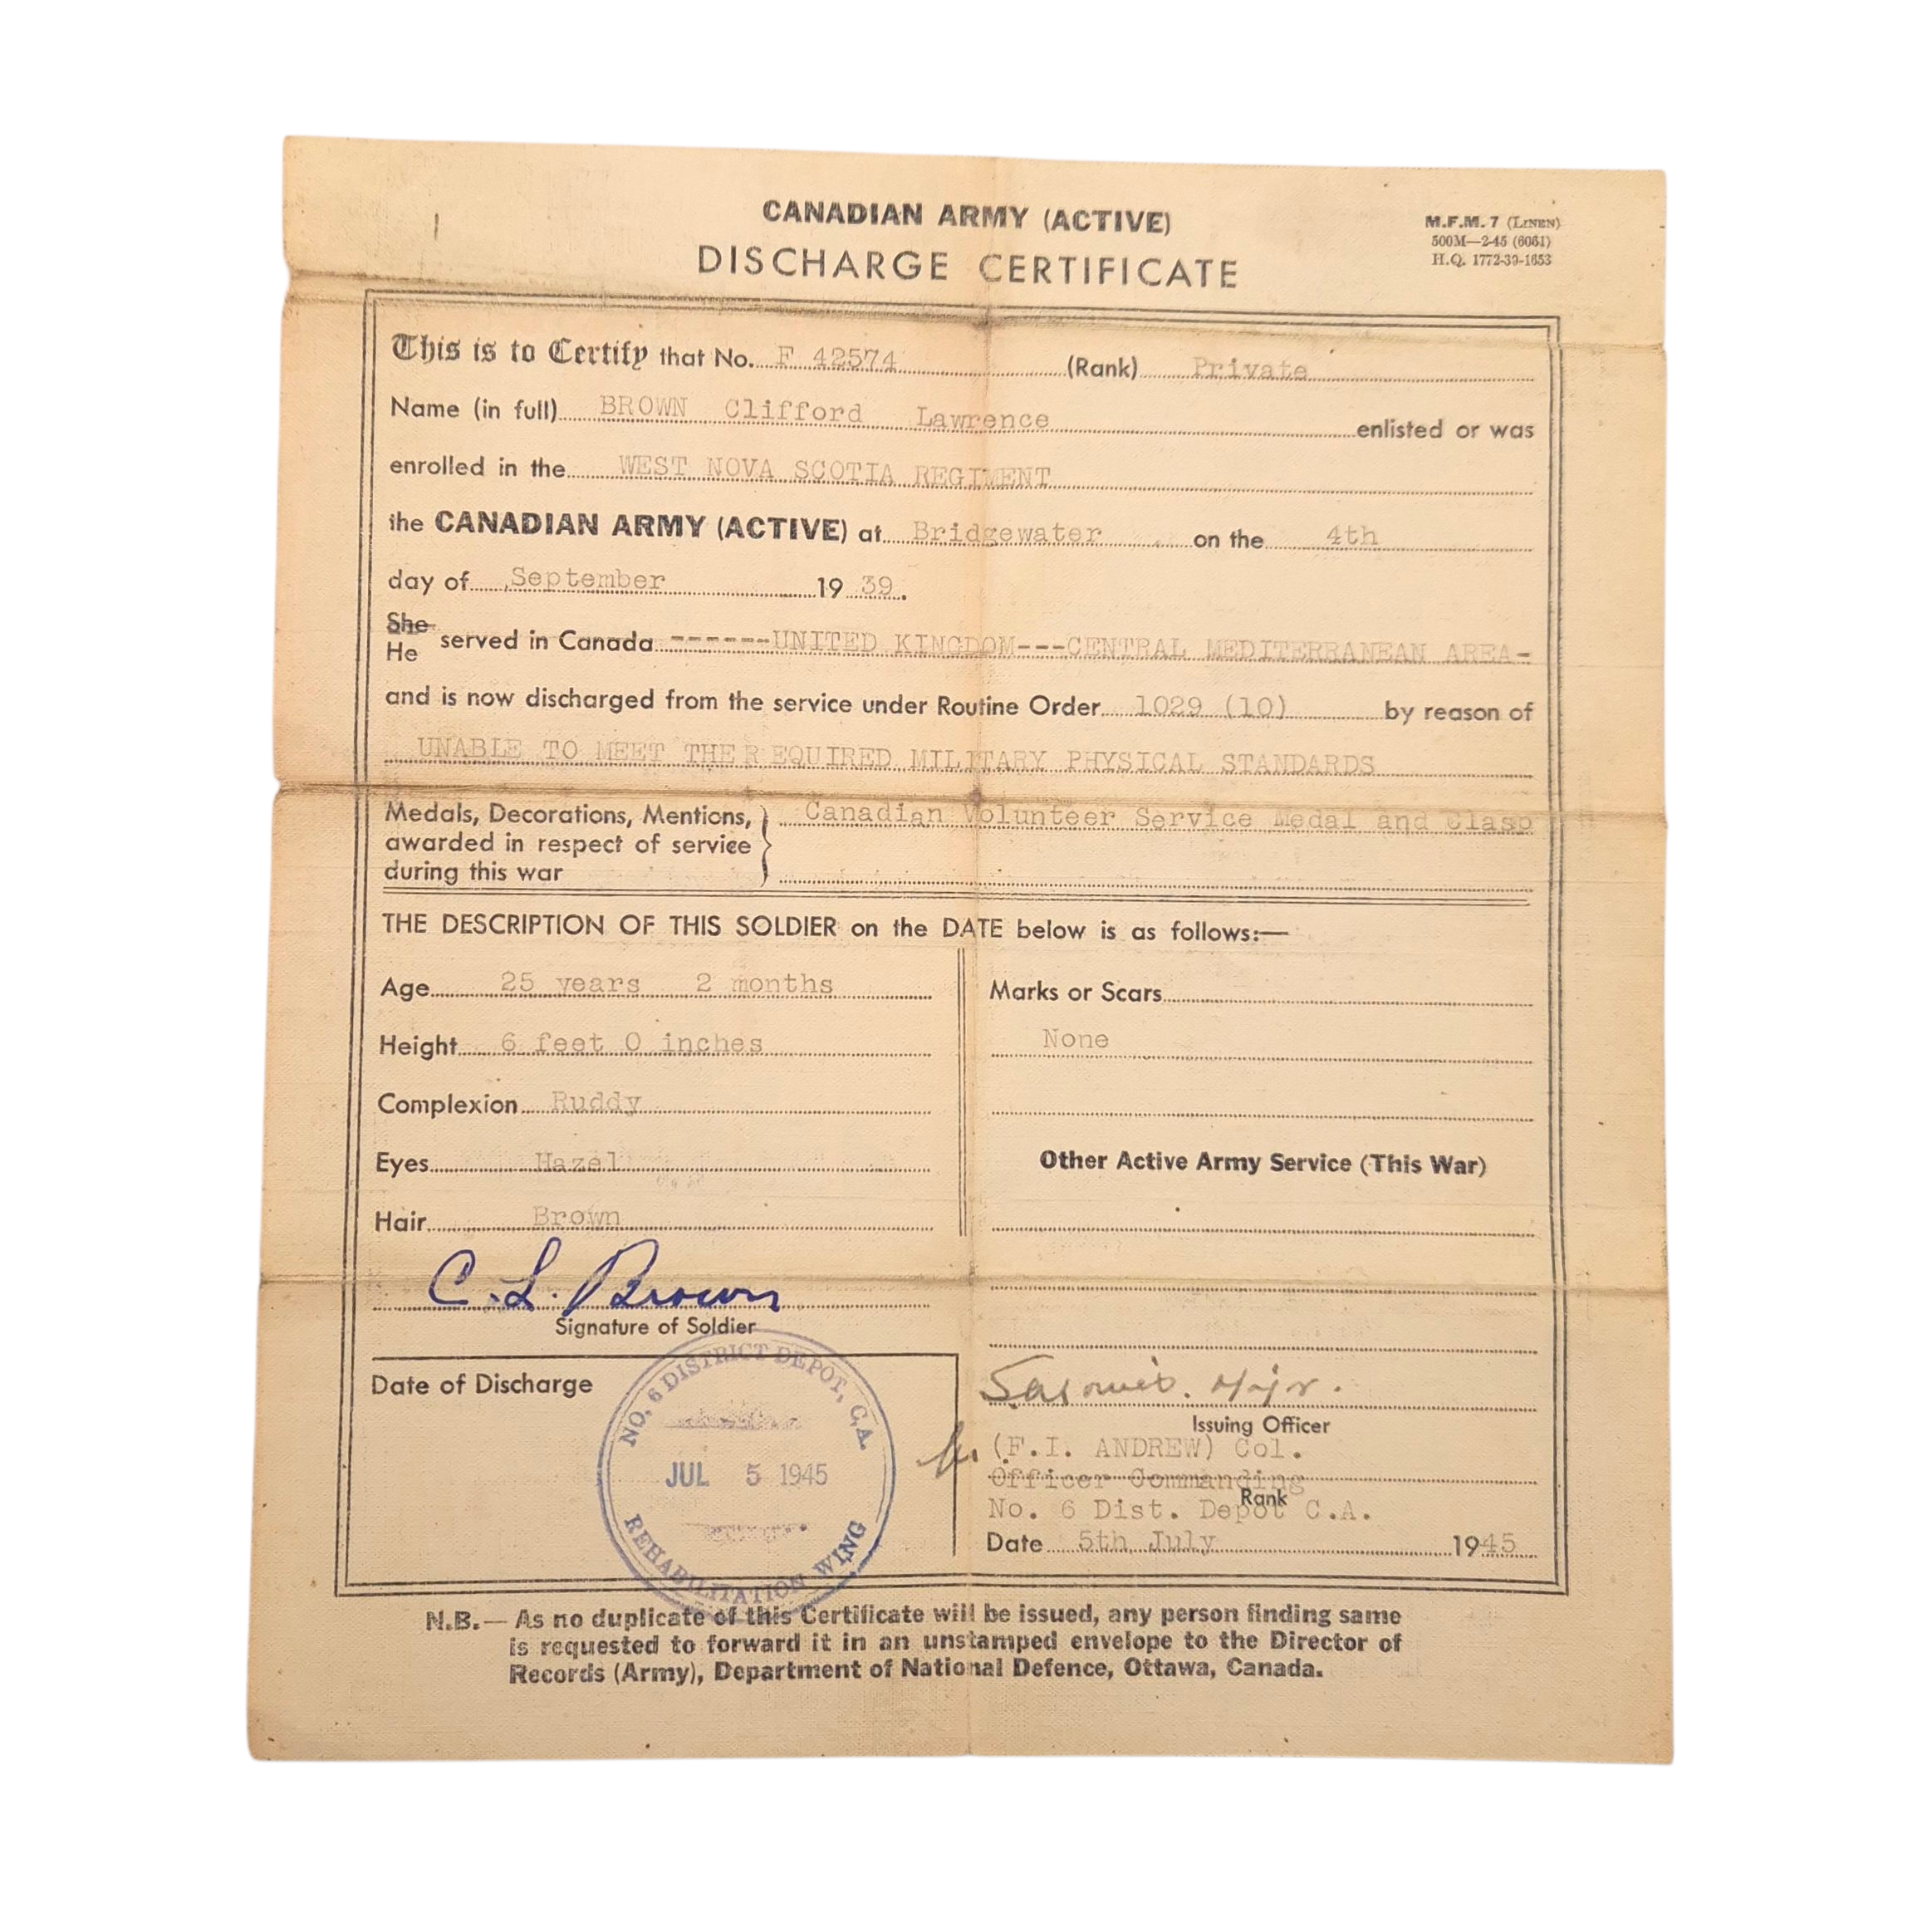 CANADIAN ARMY (ACTIVE)
DISCHARGE CERTIFICATE
M.F.M. 7 (LINEN)
500M—2-45 (6061)
H.Q. 1772-39-1653
This is to Certify that No. F 42574 (Rank) Private
Name (in full) BROWN Clifford Lawrence enlisted or was
enrolled in the WEST NOVA SCOTIA REGIMENT
the CANADIAN ARMY (ACTIVE) at Bridgewater on the 4th
day of September 19 39.
She
He served in Canada ------UNITED KINGDOM---CENTRAL MEDITERRANEAN AREA-
and is now discharged from the service under Routine Order 1029 (10) by reason of
UNABLE TO MEET THE R EQUIRED MILITARY PHYSICAL STANDARDS
Medals, Decorations, Mentions, awarded in respect of service during this war } Canadian Volunteer Service Medal and Clasp
THE DESCRIPTION OF THIS SOLDIER on the DATE below is as follows:—
Age 25 years 2 months
Height 6 feet 0 inches
Complexion Ruddy
Eyes Hazel
Hair Brown
C. L. Brown
Signature of Soldier
Marks or Scars
None
Other Active Army Service (This War)
Date of Discharge
NO. 6 DISTRICT DEPOT, C.A.
JUL 5 1945
REHABILITATION WING
Issuing Officer
(F.I. ANDREW) Col.
Officer Commanding
Rank
No. 6 Dist. Depot C.A.
Date 5th July 1945
N.B.— As no duplicate of this Certificate will be issued, any person finding same
is requested to forward it in an unstamped envelope to the Director of
Records (Army), Department of National Defence, Ottawa, Canada.